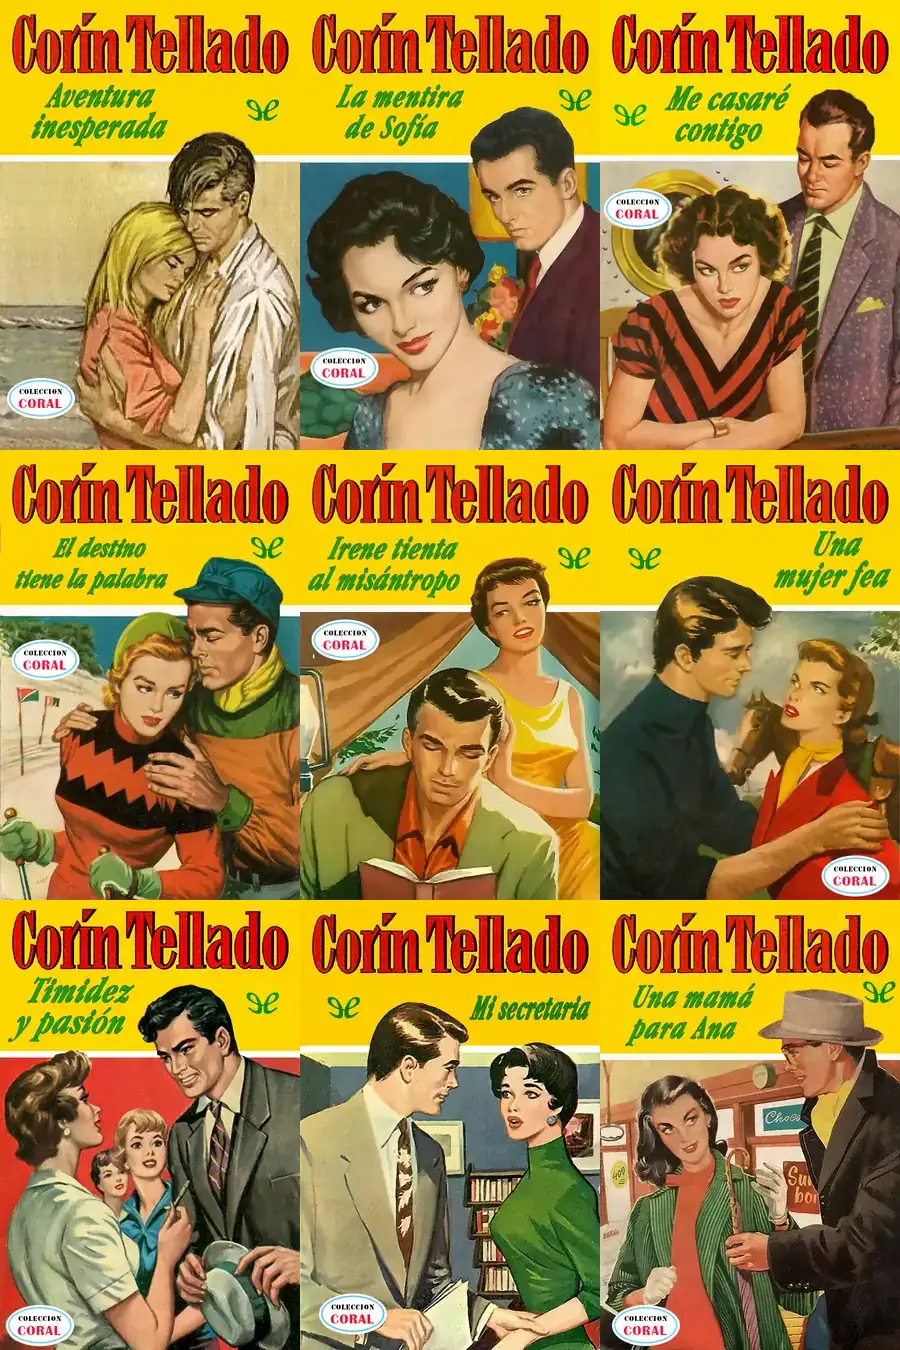 Corín Tellado
Aventura
inesperada
COLECCION
CORAL
Corín Tellado
La mentira
de Sofía
COLECCION
CORAL
Corín Tellado
Me casaré
contigo
COLECCION
CORAL
Corín Tellado
El destino
tiene la palabra
COLECCION
CORAL
Corín Tellado
Irene tienta
al misántropo
COLECCION
CORAL
Corín Tellado
Una
mujer fea
COLECCION
CORAL
Corín Tellado
Timidez
y pasión
COLECCION
CORAL
Corín Tellado
Mi secretaria
COLECCION
CORAL
Corín Tellado
Una mamá
para Ana
Choco
400
COLECCION
CORAL